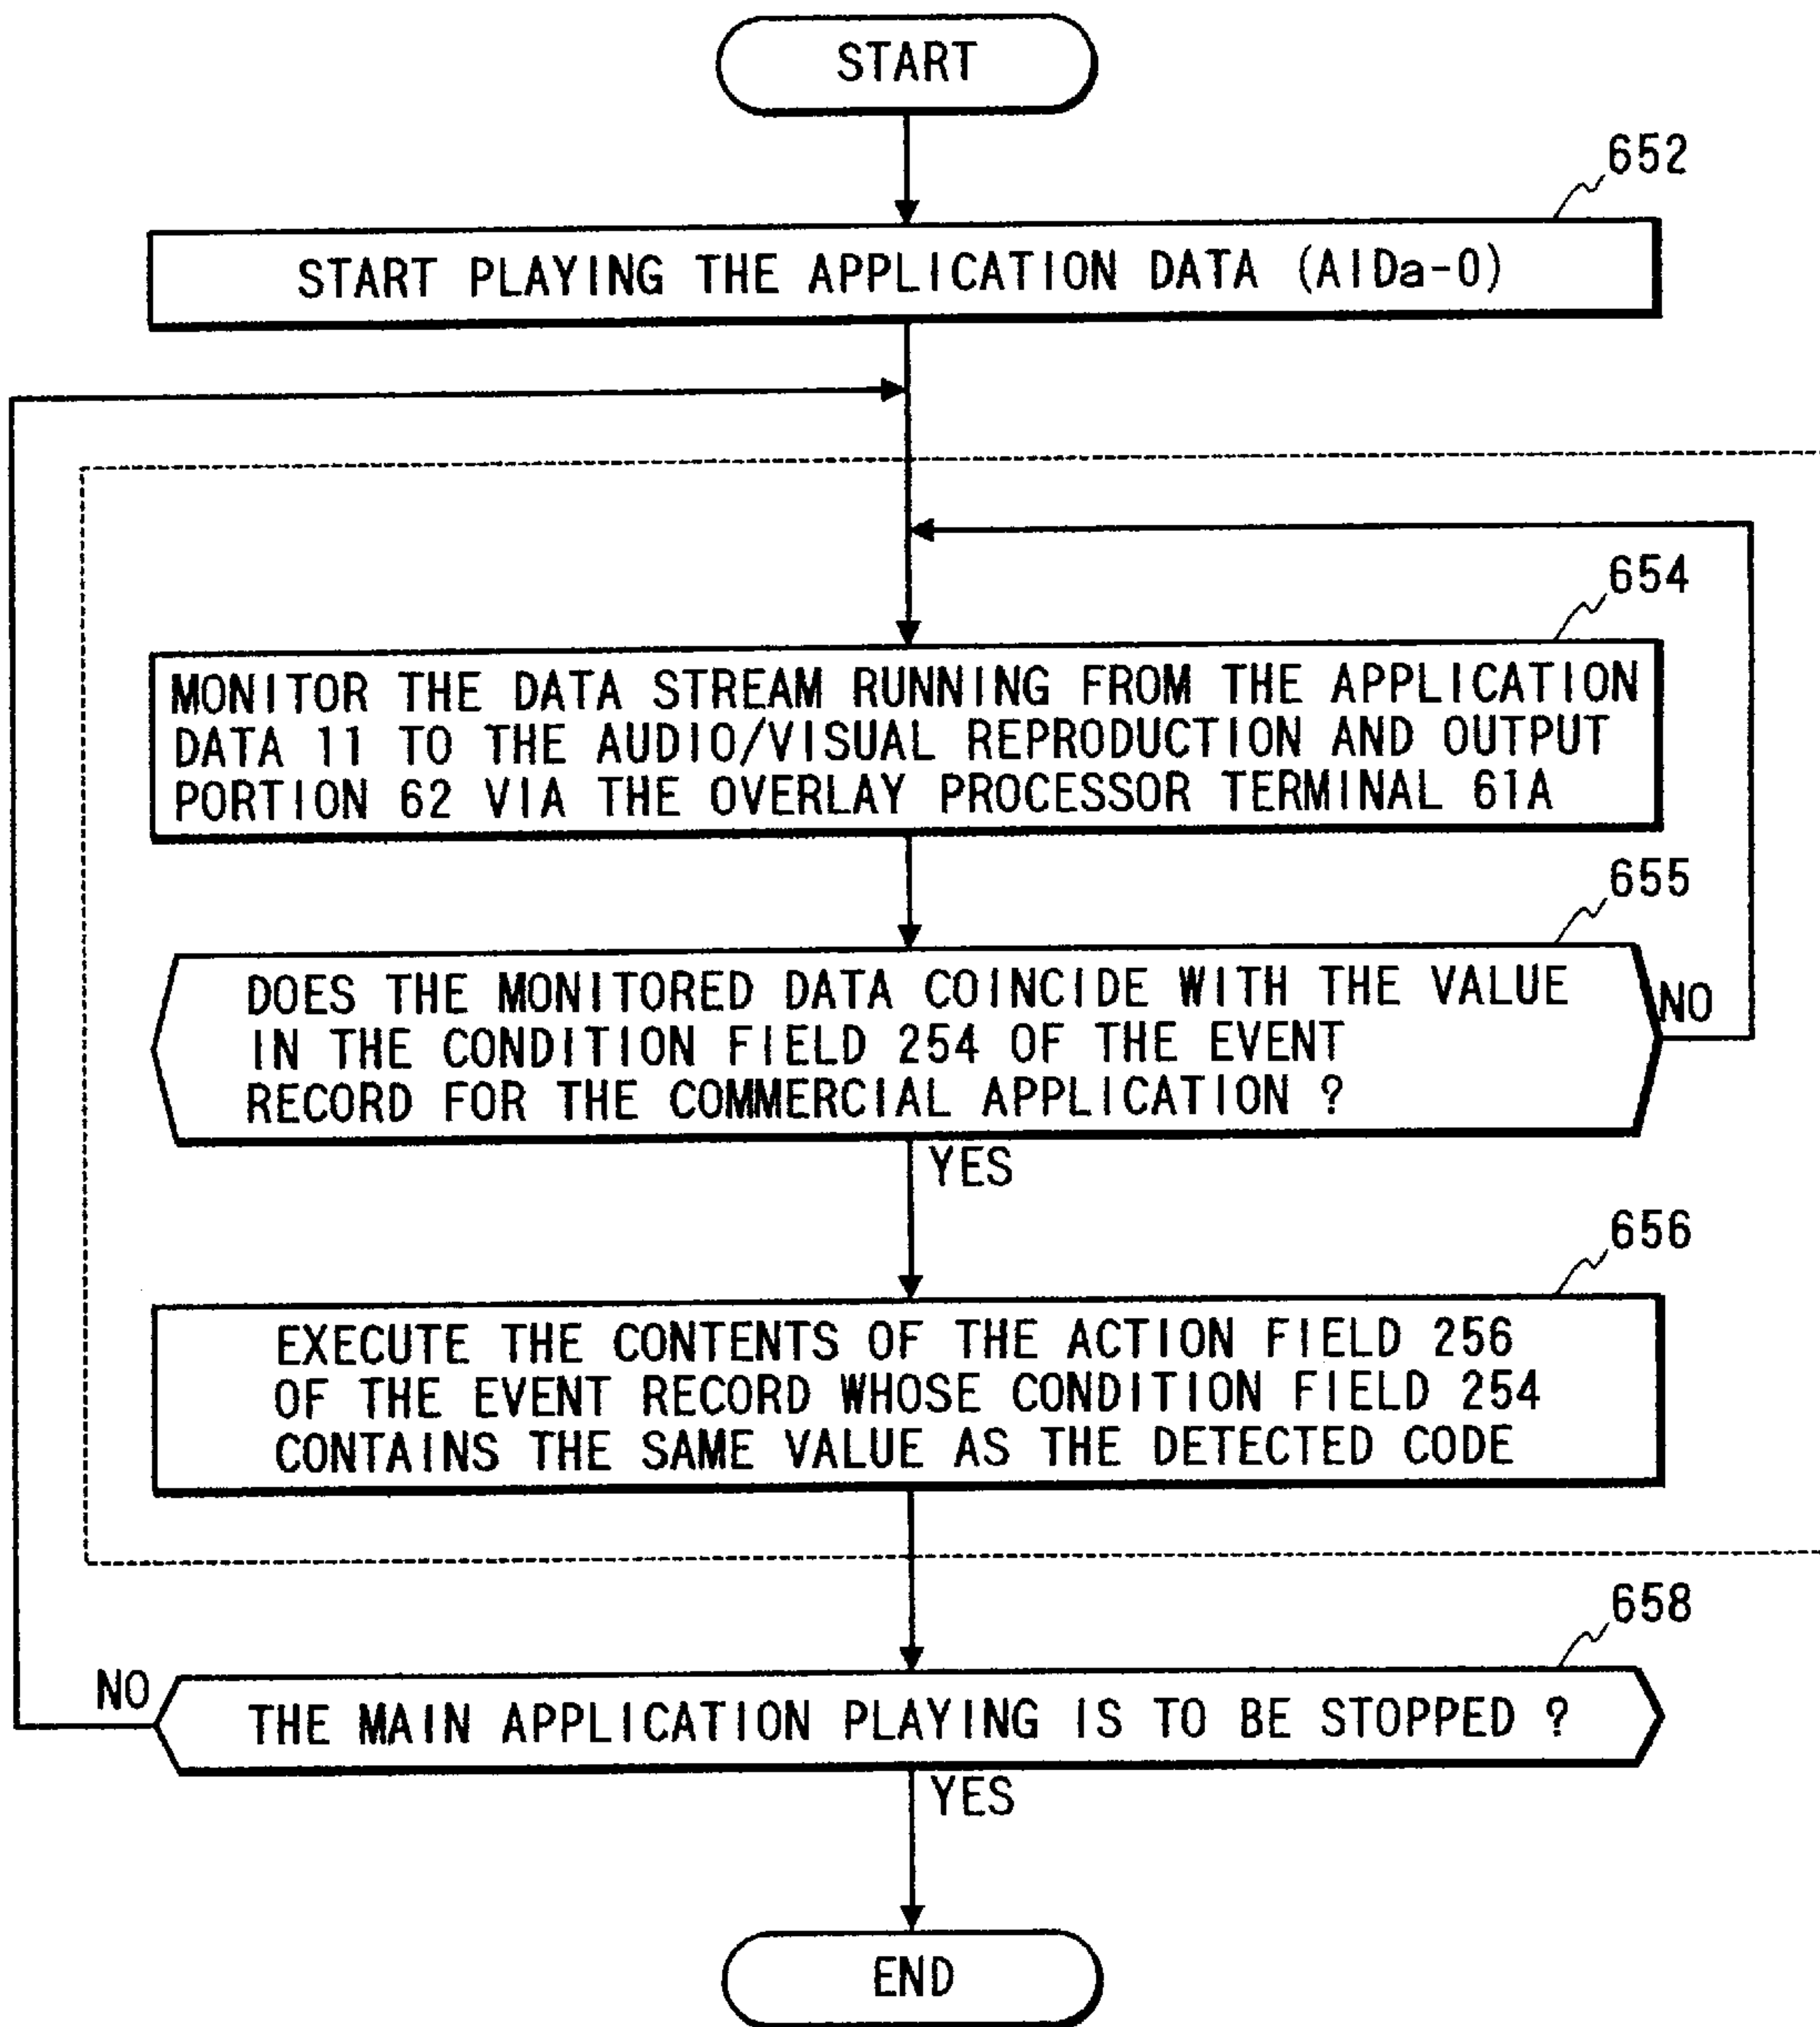 START
652
START PLAYING THE APPLICATION DATA (AIDa-0)
654
MONITOR THE DATA STREAM RUNNING FROM THE APPLICATION
DATA 11 TO THE AUDIO/VISUAL REPRODUCTION AND OUTPUT
PORTION 62 VIA THE OVERLAY PROCESSOR TERMINAL 61A
655
DOES THE MONITORED DATA COINCIDE WITH THE VALUE
IN THE CONDITION FIELD 254 OF THE EVENT
RECORD FOR THE COMMERCIAL APPLICATION ?
NO
YES
656
EXECUTE THE CONTENTS OF THE ACTION FIELD 256
OF THE EVENT RECORD WHOSE CONDITION FIELD 254
CONTAINS THE SAME VALUE AS THE DETECTED CODE
658
NO
THE MAIN APPLICATION PLAYING IS TO BE STOPPED ?
YES
END